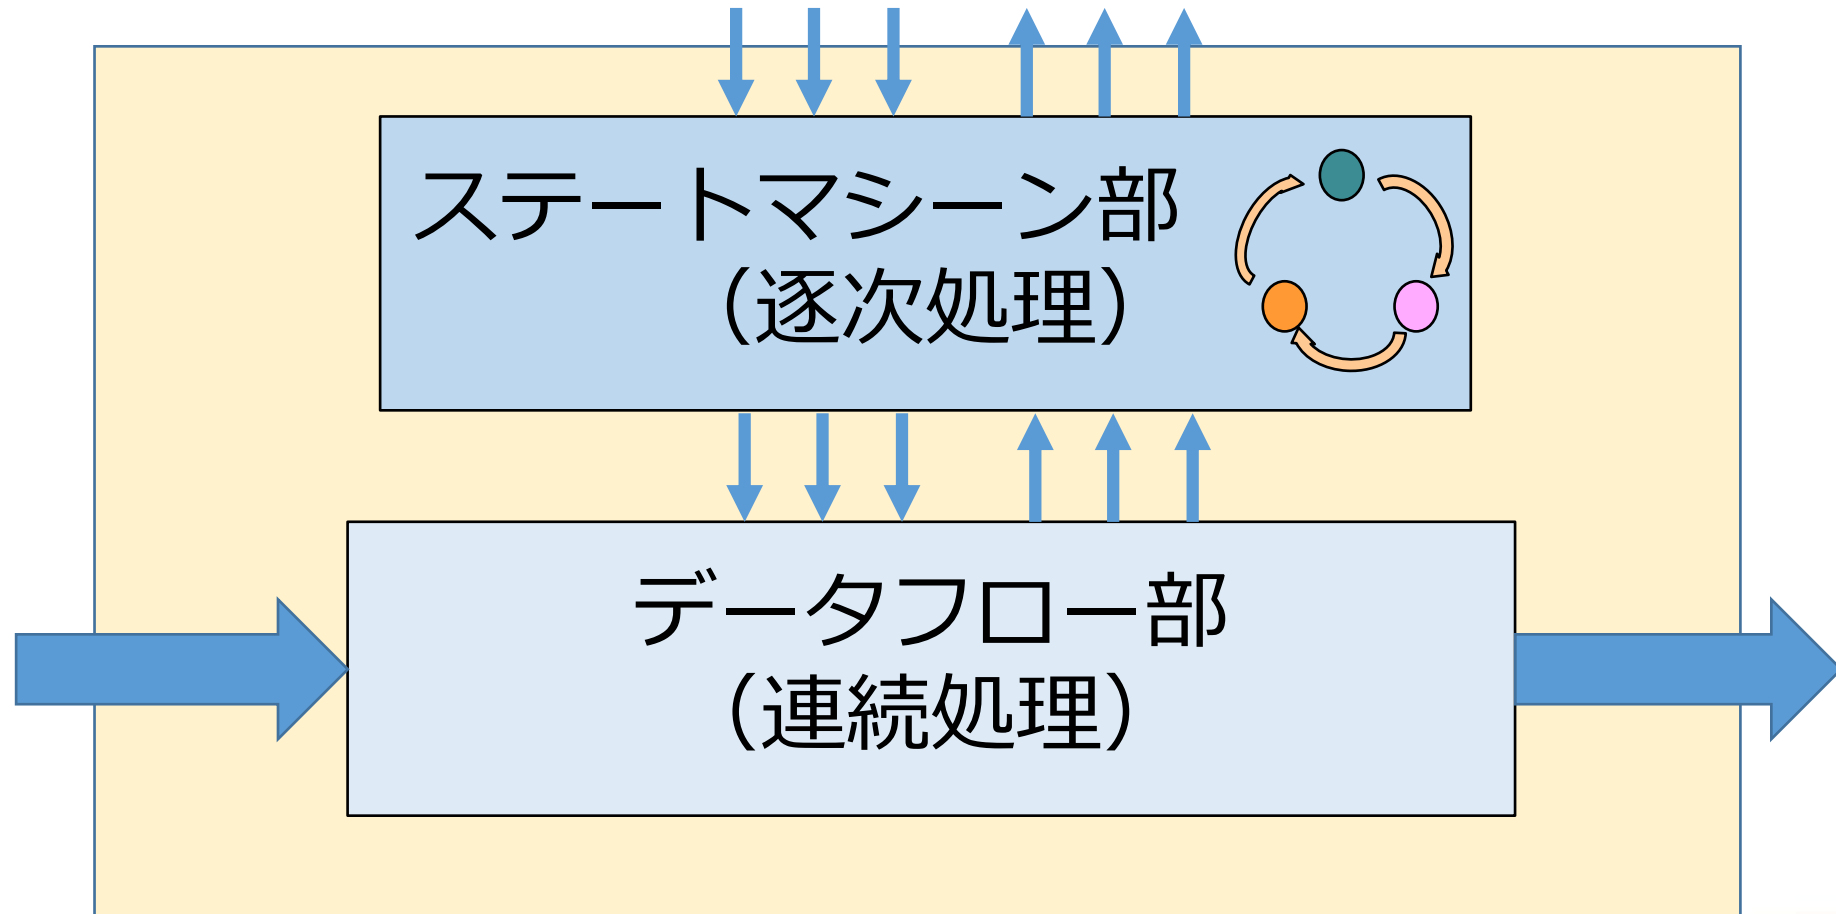 ステートマシーン部
（逐次処理）
データフロー部
（連続処理）